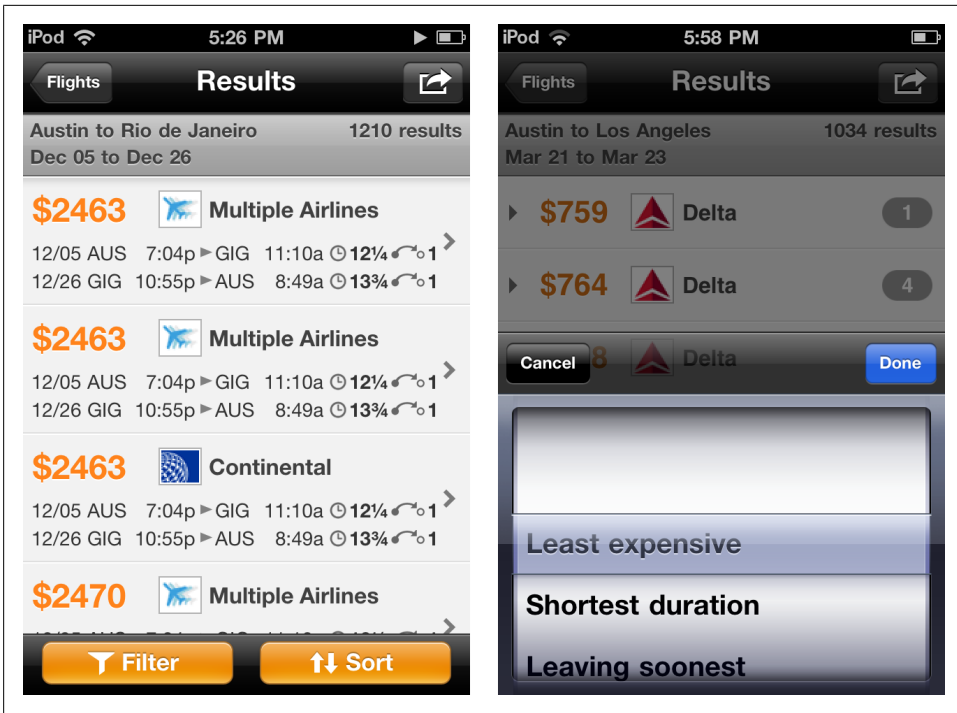 iPod 5:26 PM
Flights Results
Austin to Rio de Janeiro 1210 results
Dec 05 to Dec 26
$2463 Multiple Airlines
12/05 AUS 7:04p GIG 11:10a 12¼ 1
12/26 GIG 10:55p AUS 8:49a 13¾ 1
$2463 Multiple Airlines
12/05 AUS 7:04p GIG 11:10a 12¼ 1
12/26 GIG 10:55p AUS 8:49a 13¾ 1
$2463 Continental
12/05 AUS 7:04p GIG 11:10a 12¼ 1
12/26 GIG 10:55p AUS 8:49a 13¾ 1
$2470 Multiple Airlines
Filter Sort
iPod 5:58 PM
Flights Results
Austin to Los Angeles 1034 results
Mar 21 to Mar 23
$759 Delta 1
$764 Delta 4
Cancel 8 Delta Done
Least expensive
Shortest duration
Leaving soonest